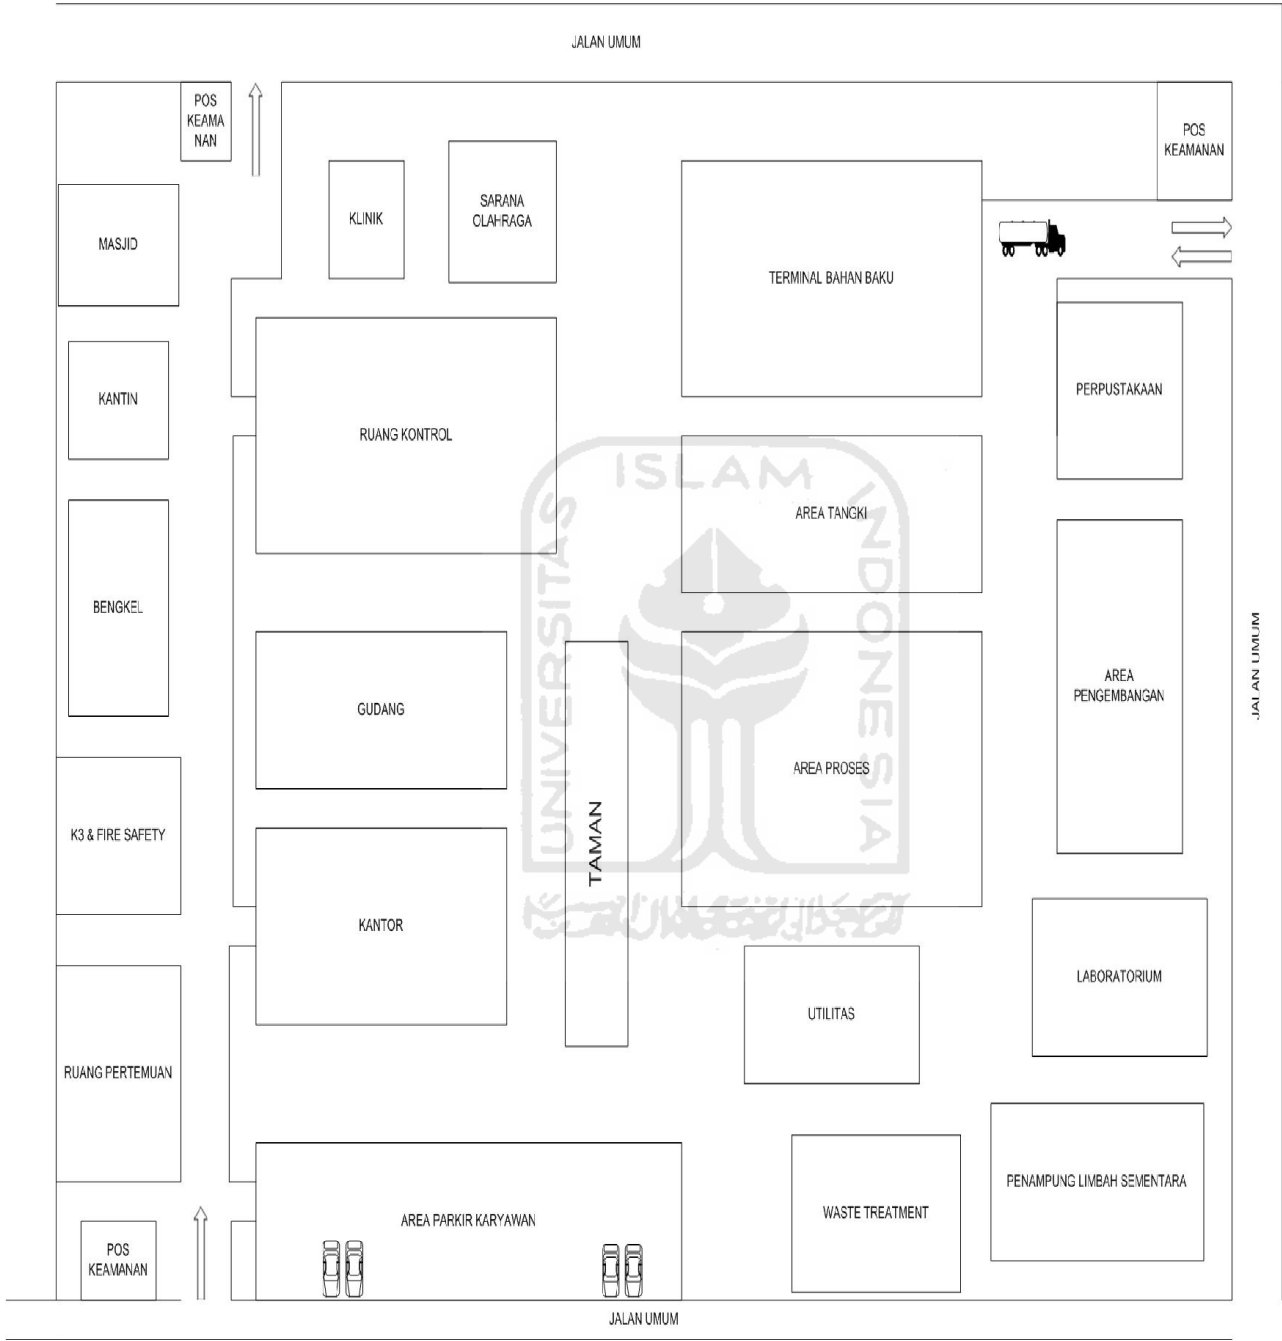 JALAN UMUM
POS
KEAMA
NAN
POS
KEAMANAN
MASJID
KLINIK
SARANA
OLAHRAGA
TERMINAL BAHAN BAKU
KANTIN
RUANG KONTROL
PERPUSTAKAAN
ISLAM
UNIVERSITAS
INDONESIA
AREA TANGKI
BENGKEL
GUDANG
TAMAN
AREA PROSES
AREA
PENGEMBANGAN
JALAN UMUM
K3 & FIRE SAFETY
KANTOR
UTILITAS
LABORATORIUM
RUANG PERTEMUAN
AREA PARKIR KARYAWAN
WASTE TREATMENT
PENAMPUNG LIMBAH SEMENTARA
POS
KEAMANAN
JALAN UMUM